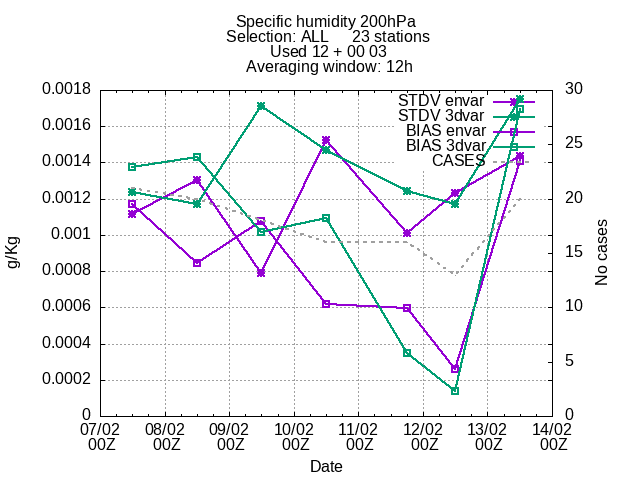 Specific humidity 200hPa
Selection: ALL 23 stations
Used 12 + 00 03
Averaging window: 12h
0.0018
0.0016
0.0014
0.0012
0.001
0.0008
0.0006
0.0004
0.0002
0
g/Kg
STDV envar
STDV 3dvar
BIAS envar
BIAS 3dvar
CASES
30
25
20
15
10
5
0
No cases
07/02 08/02 09/02 10/02 11/02 12/02 13/02 14/02
00Z 00Z 00Z 00Z 00Z 00Z 00Z 00Z
Date